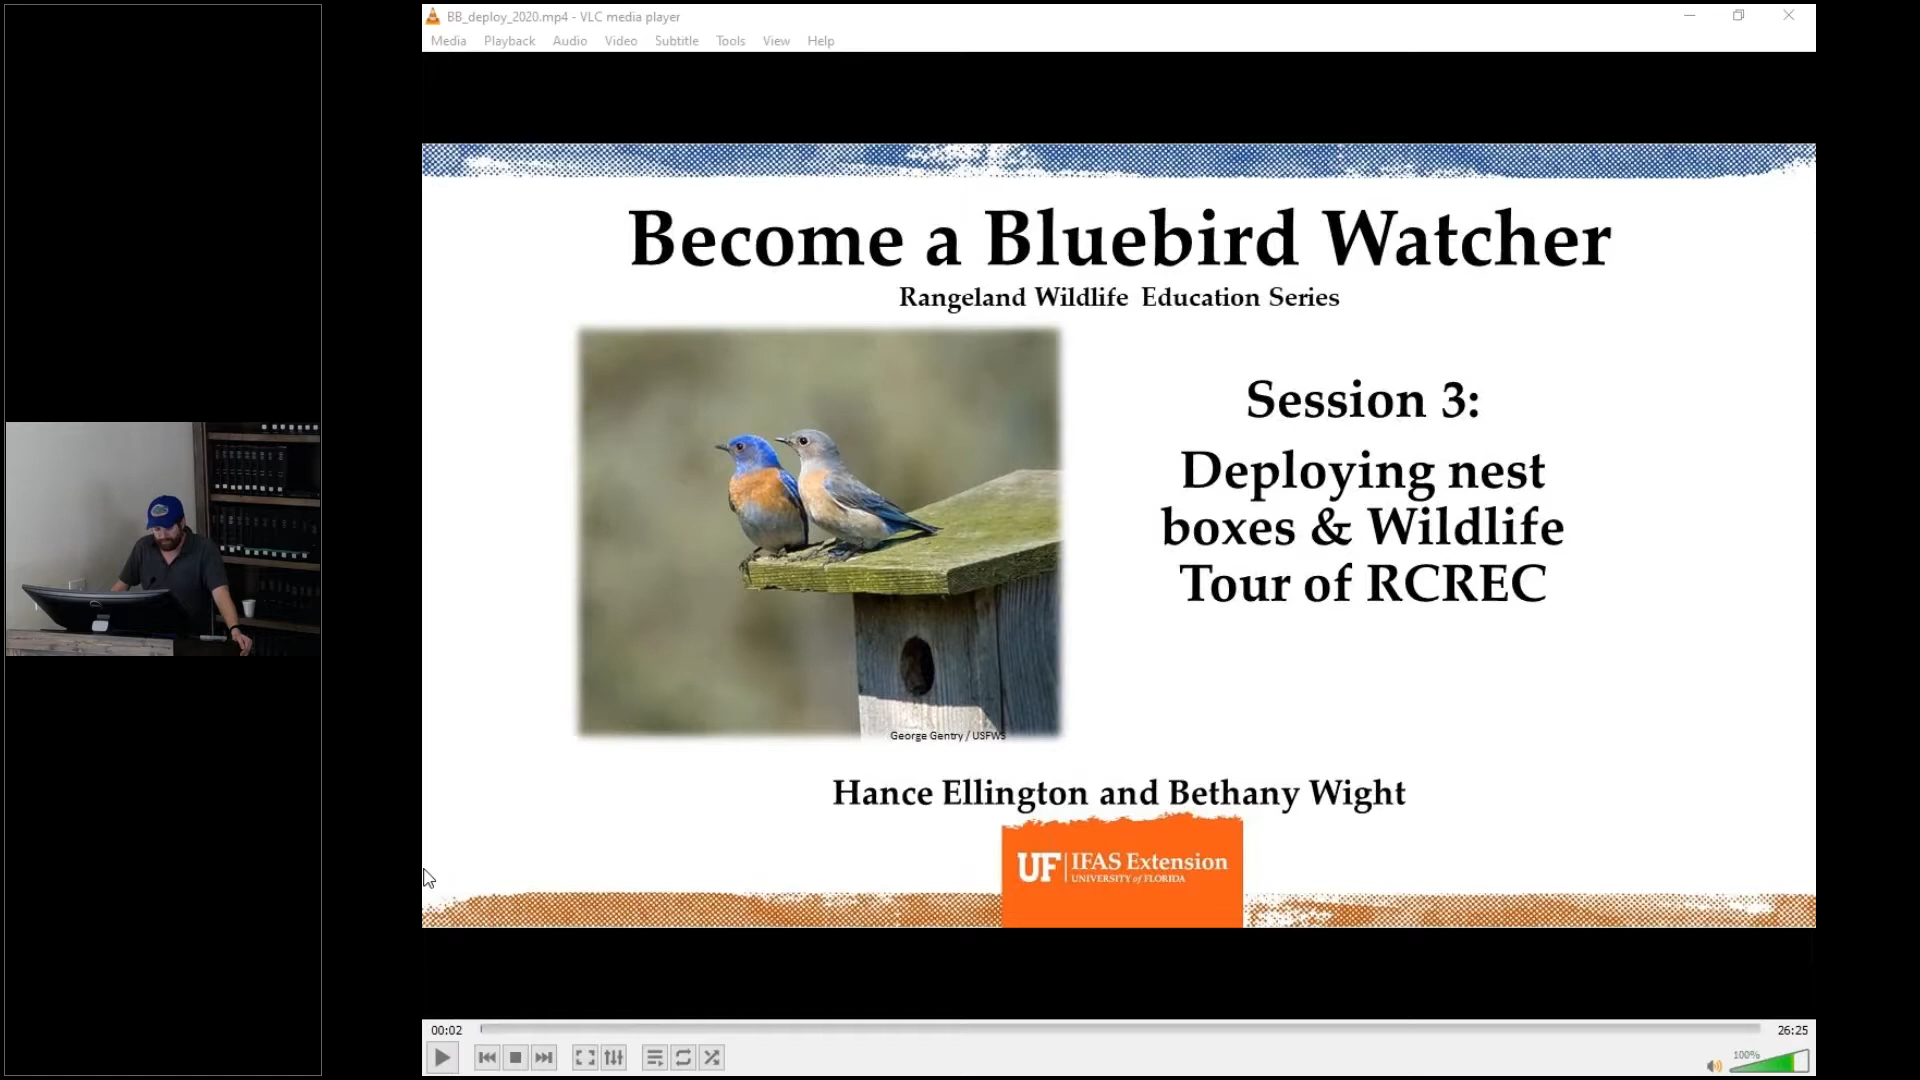 BB_deploy_2020.mp4 - VLC media player
Media Playback Audio Video Subtitle Tools View Help
Become a Bluebird Watcher
Rangeland Wildlife Education Series
Session 3:
Deploying nest
boxes & Wildlife
Tour of RCREC
George Gentry / USFWS
Hance Ellington and Bethany Wight
UF IFAS Extension
UNIVERSITY of FLORIDA
00:02
26:25
100%